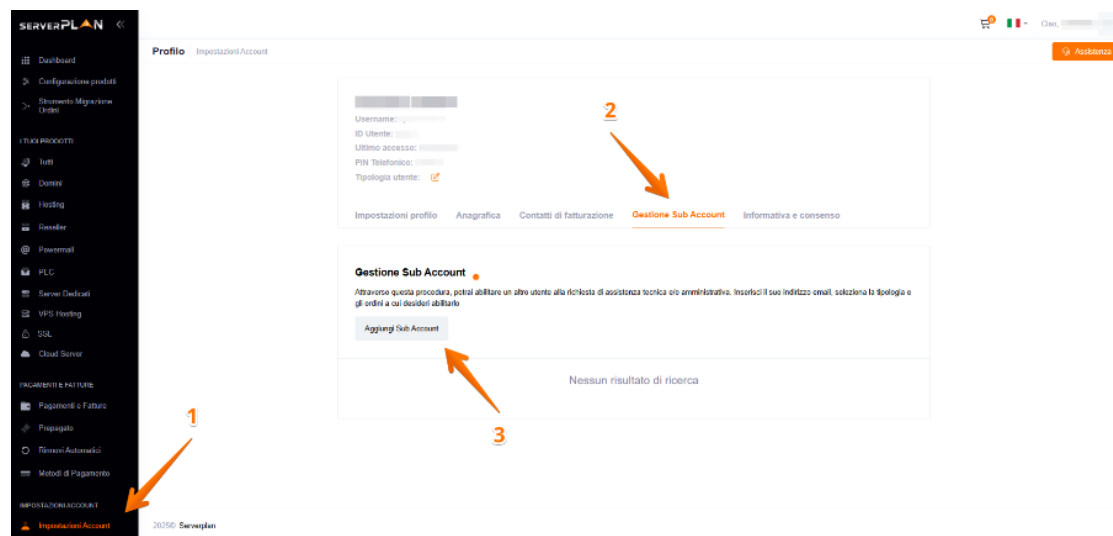 SERVERPLAN
Ciao,
Dashboard
Configurazione prodotti
Strumento Migrazione
Ordini
I TUOI PRODOTTI
Tutti
Domini
Hosting
Reseller
Powermail
PLC
Server Dedicati
VPS Hosting
SSL
Cloud Server
PAGAMENTI E FATTURE
Pagamenti e Fatture
Prepagato
Rinnovi Automatici
Metodi di Pagamento
IMPOSTAZIONI ACCOUNT
Impostazioni Account
1
Profilo Impostazioni Account
Assistenza
Username:
ID Utente:
Ultimo accesso:
PIN Telefonico:
Tipologia utente:
2
Impostazioni profilo Anagrafica Contatti di fatturazione Gestione Sub Account Informativa e consenso
Gestione Sub Account
Attraverso questa procedura, potrai abilitare un altro utente alla richiesta di assistenza tecnica e/o amministrativa. Inserisci il suo indirizzo email, seleziona la tipologia e
gli ordini a cui desideri abilitarlo
Aggiungi Sub Account
Nessun risultato di ricerca
3
2025© Serverplan